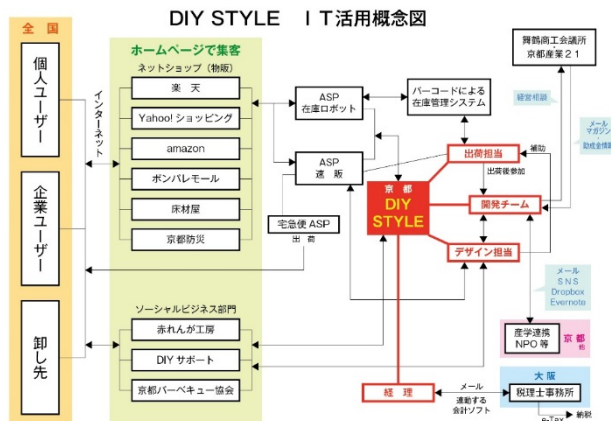 DIY STYLE ＩＴ活用概念図
全 国
個人ユーザー
企業ユーザー
卸し先
インターネット
ホームページで集客
ネットショップ（物販）
楽 天
Yahoo! ショッピング
amazon
ポンパレモール
床材屋
京都防災
ソーシャルビジネス部門
赤れんが工房
DIY サポート
京都バーベキュー協会
ASP
在庫ロボット
ASP
速 販
宅急便 ASP
出 荷
バーコードによる
在庫管理システム
京 都
DIY
STYLE
出荷担当
補助
出荷後参加
開発チーム
デザイン担当
経 理
舞鶴商工会議所
・
京都産業２１
経営相談
メール
マガジン
・
助成金情報
メール
SNS
Dropbox
Evernote
産学連携
NPO 等
京 都
他
大 阪
メール
連動する
会計ソフト
税理士事務所
e-Tax
納税